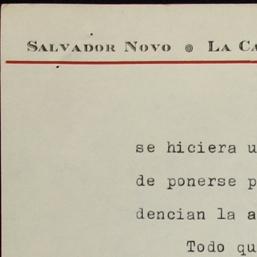 SALVADOR NOVO ๏ LA CA
se hiciera u
de ponerse p
dencian la a
Todo qu